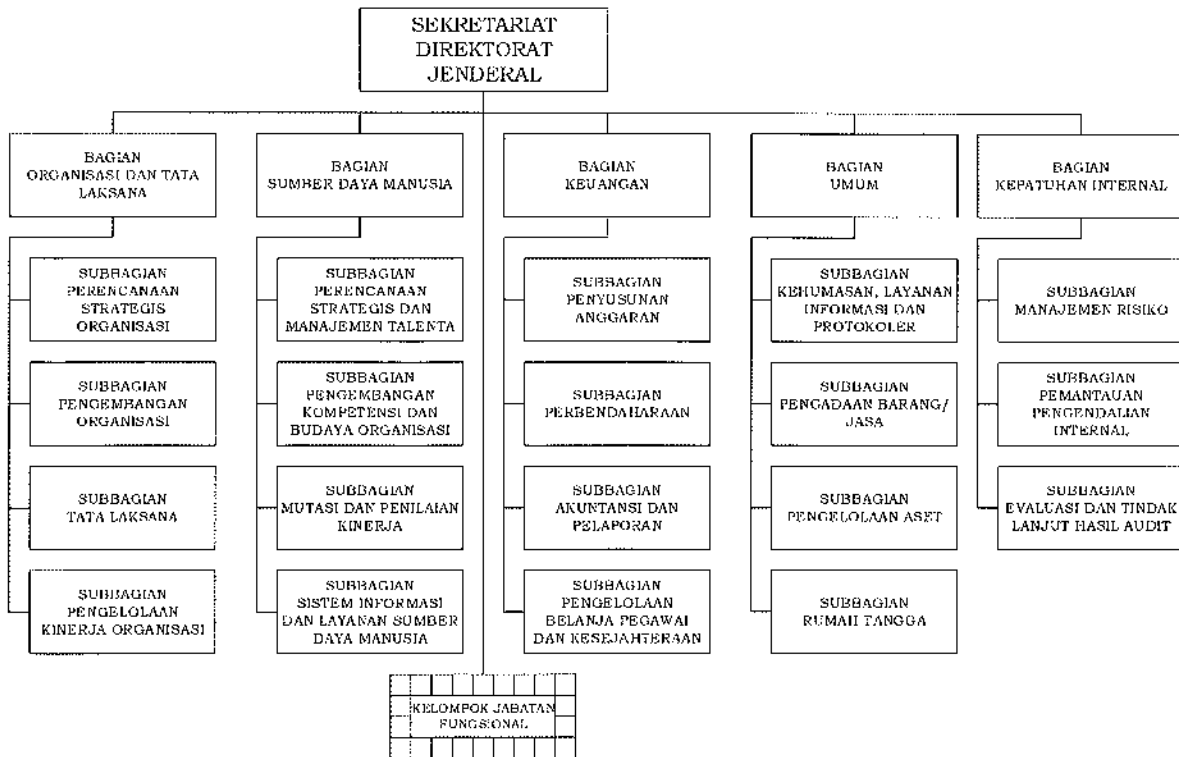 SEKRETARIAT
DIREKTORAT
JENDERAL
BAGIAN
ORGANISASI DAN TATA
LAKSANA
BAGIAN
SUMBER DAYA MANUSIA
BAGIAN
KEUANGAN
BAGIAN
UMUM
BAGIAN
KEPATUHAN INTERNAL
SUBBAGIAN
PERENCANAAN
STRATEGIS
ORGANISASI
SUBBAGIAN
PERENCANAAN
STRATEGIS DAN
MANAJEMEN TALENTA
SUBBAGIAN
PENYUSUNAN
ANGGARAN
SUBBAGIAN
KEHUMASAN, LAYANAN
INFORMASI DAN
PROTOKOLER
SUBBAGIAN
MANAJEMEN RISIKO
SUBBAGIAN
PENGEMBANGAN
ORGANISASI
SUBBAGIAN
PENGEMBANGAN
KOMPETENSI DAN
BUDAYA ORGANISASI
SUBBAGIAN
PERBENDAHARAAN
SUBBAGIAN
PENGADAAN BARANG/
JASA
SUBBAGIAN
PEMANTAUAN
PENGENDALIAN
INTERNAL
SUBBAGIAN
TATA LAKSANA
SUBBAGIAN
MUTASI DAN PENILAIAN
KINERJA
SUBBAGIAN
AKUNTANSI DAN
PELAPORAN
SUBBAGIAN
PENGELOLAAN ASET
SUBBAGIAN
EVALUASI DAN TINDAK
LANJUT HASIL AUDIT
SUBBAGIAN
PENGELOLAAN
KINERJA ORGANISASI
SUBBAGIAN
SISTEM INFORMASI
DAN LAYANAN SUMBER
DAYA MANUSIA
SUBBAGIAN
PENGELOLAAN
BELANJA PEGAWAI
DAN KESEJAHTERAAN
SUBBAGIAN
RUMAH TANGGA
KELOMPOK JABATAN
FUNGSIONAL